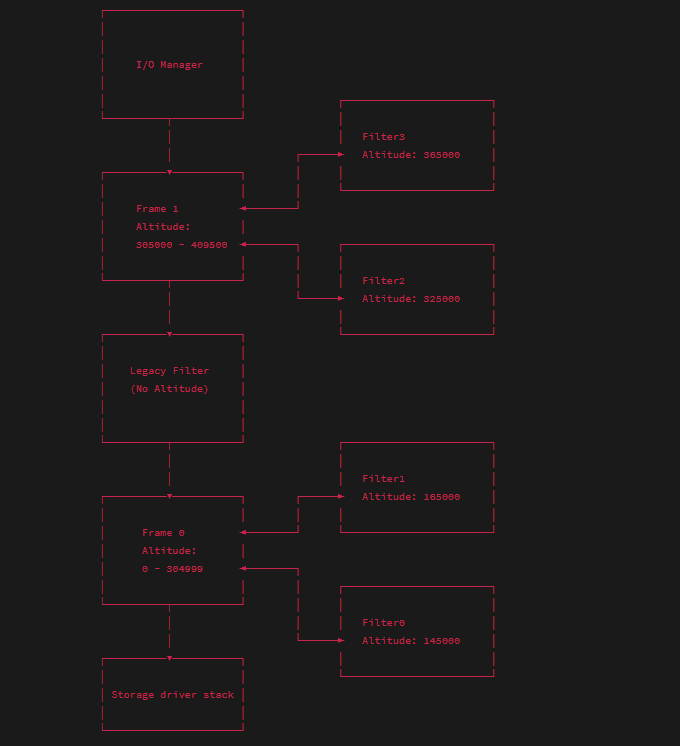 I/O Manager
Filter3
Altitude: 365000
Frame 1
Altitude:
305000 - 409500
Filter2
Altitude: 325000
Legacy Filter
(No Altitude)
Filter1
Altitude: 165000
Frame 0
Altitude:
0 - 304999
Filter0
Altitude: 145000
Storage driver stack